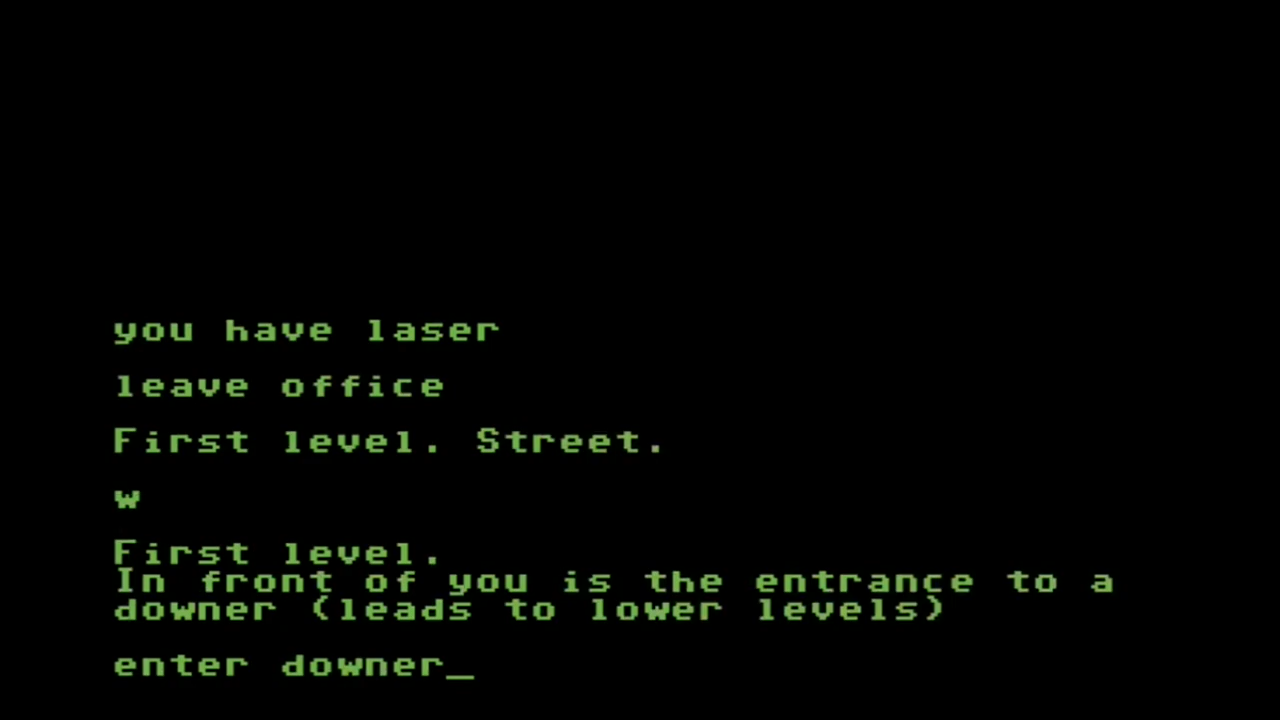 you have laser
leave office
First level. Street.
w
First level.
In front of you is the entrance to a
downer (leads to lower levels)
enter downer_